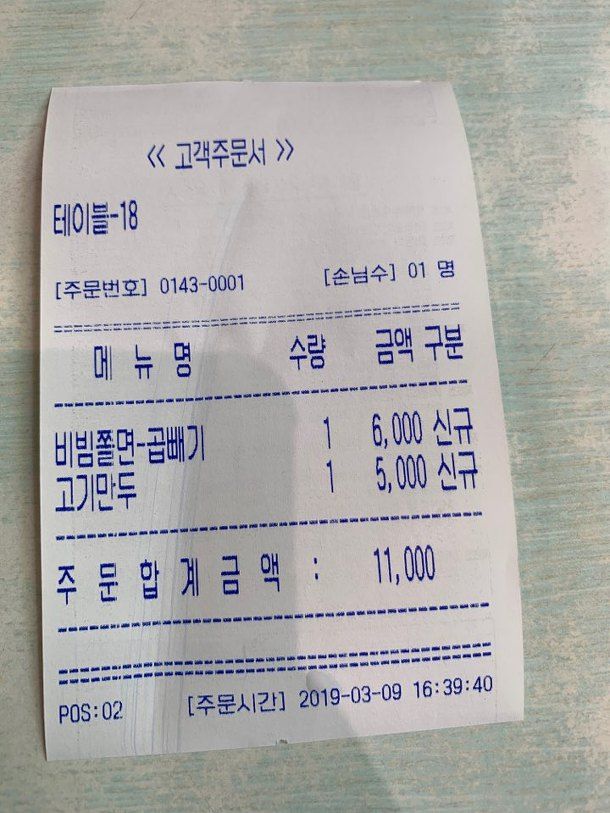 << 고객주문서 >>
테이블-18
[주문번호] 0143-0001 [손님수] 01 명
메 뉴 명 수량 금액 구분
비빔쫄면-곱빼기 1 6,000 신규
고기만두 1 5,000 신규
주 문 합 계 금 액 : 11,000
POS:02 [주문시간] 2019-03-09 16:39:40